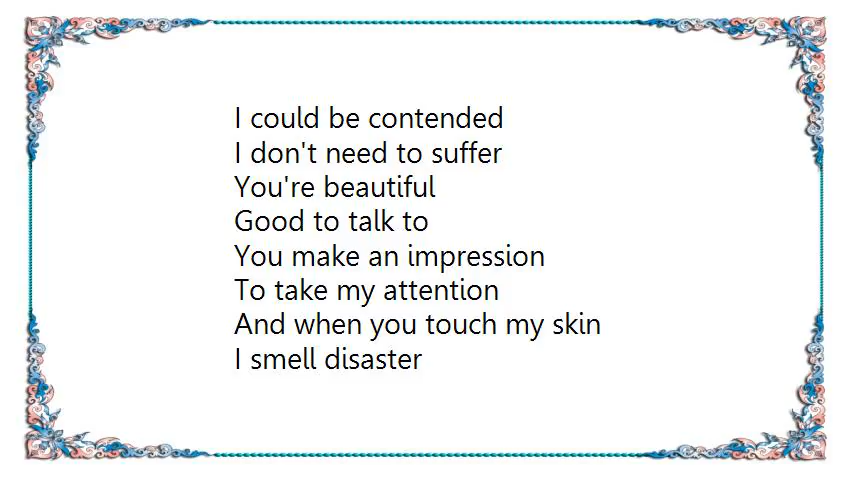 I could be contended
I don't need to suffer
You're beautiful
Good to talk to
You make an impression
To take my attention
And when you touch my skin
I smell disaster